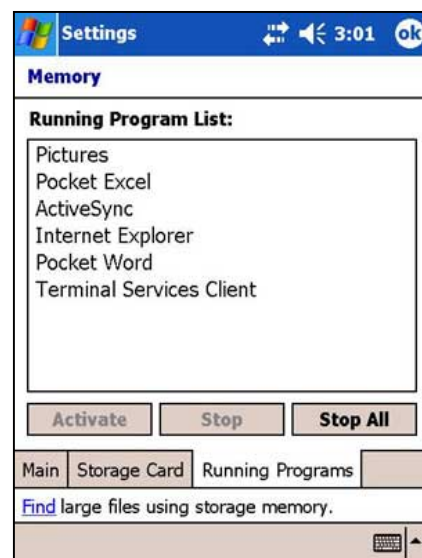 Settings 3:01 ok
Memory
Running Program List:
Pictures
Pocket Excel
ActiveSync
Internet Explorer
Pocket Word
Terminal Services Client
Activate Stop Stop All
Main Storage Card Running Programs
Find large files using storage memory.